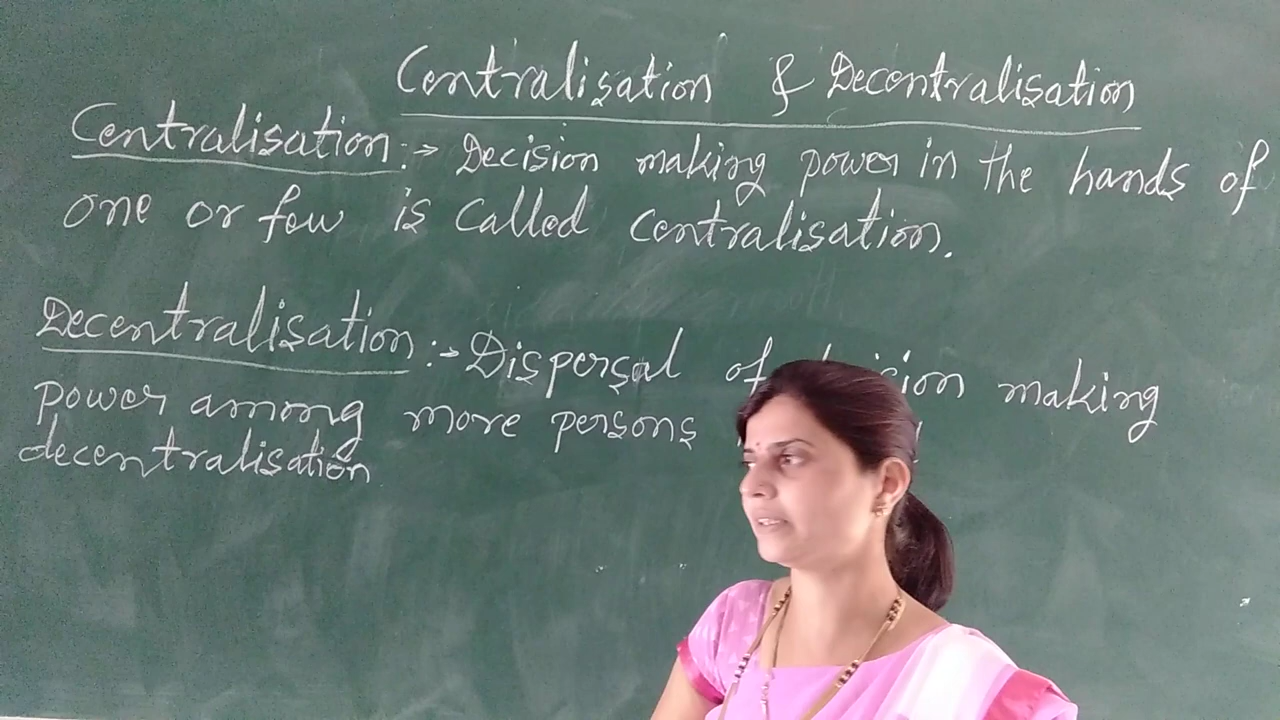 Centralisation & Decentralisation
Centralisation :→ Decision making power in the hands of
one or few is called centralisation.
Decentralisation :- Dispersal of making
power among more persons
decentralisation